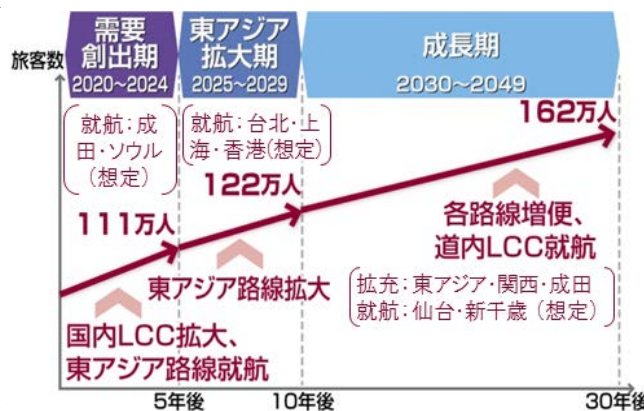 需要
創出期
2020~2024
東アジア
拡大期
2025~2029
成長期
2030~2049
旅客数
就航:成
田・ソウル
(想定)
就航:台北・上
海・香港(想定)
111万人
122万人
162万人
東アジア路線拡大
国内LCC拡大、
東アジア路線就航
各路線増便、
道内LCC就航
拡充:東アジア・関西・成田
就航:仙台・新千歳(想定)
5年後
10年後
30年後